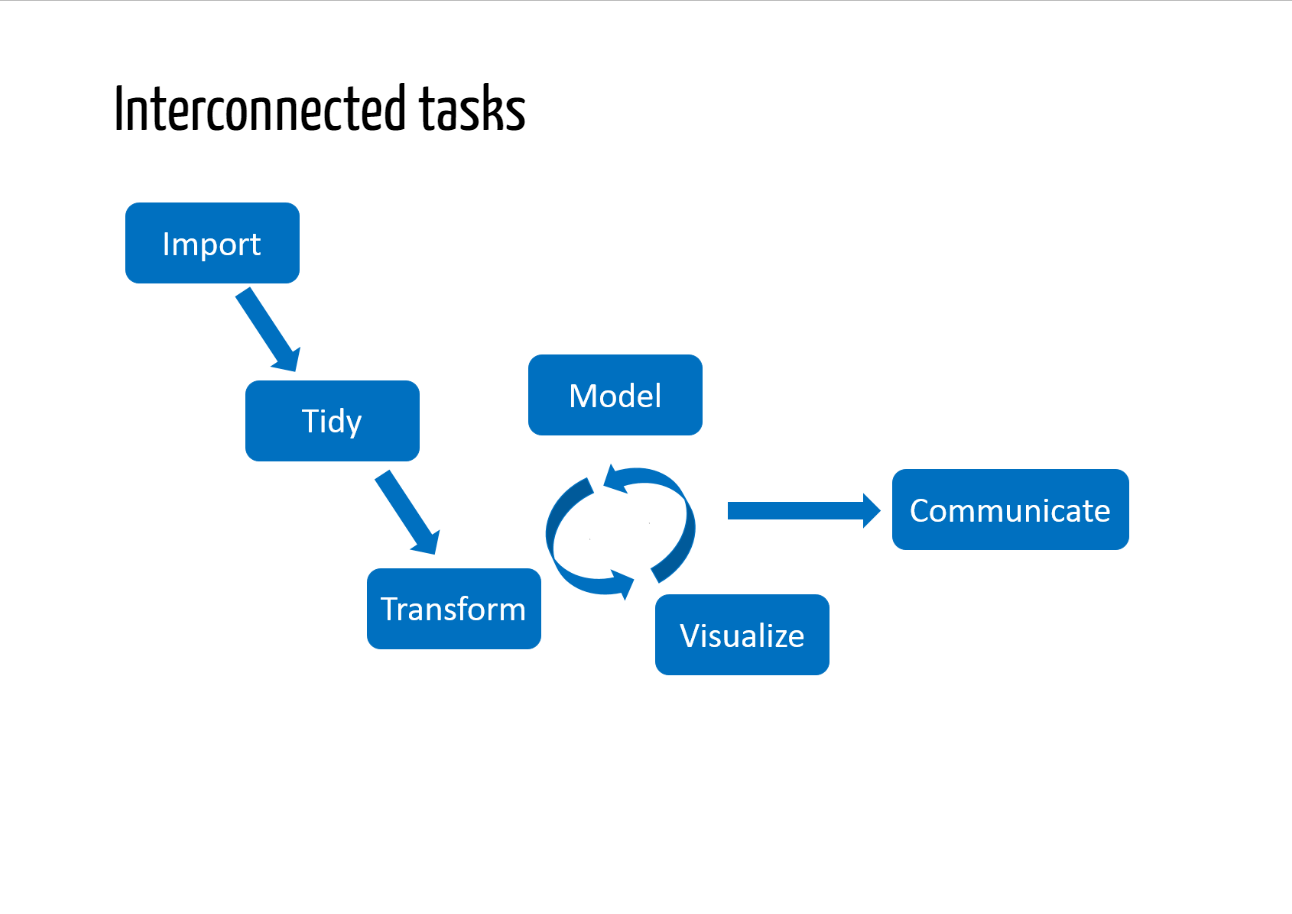 Interconnected tasks
Import
Tidy
Model
Communicate
Transform
Visualize